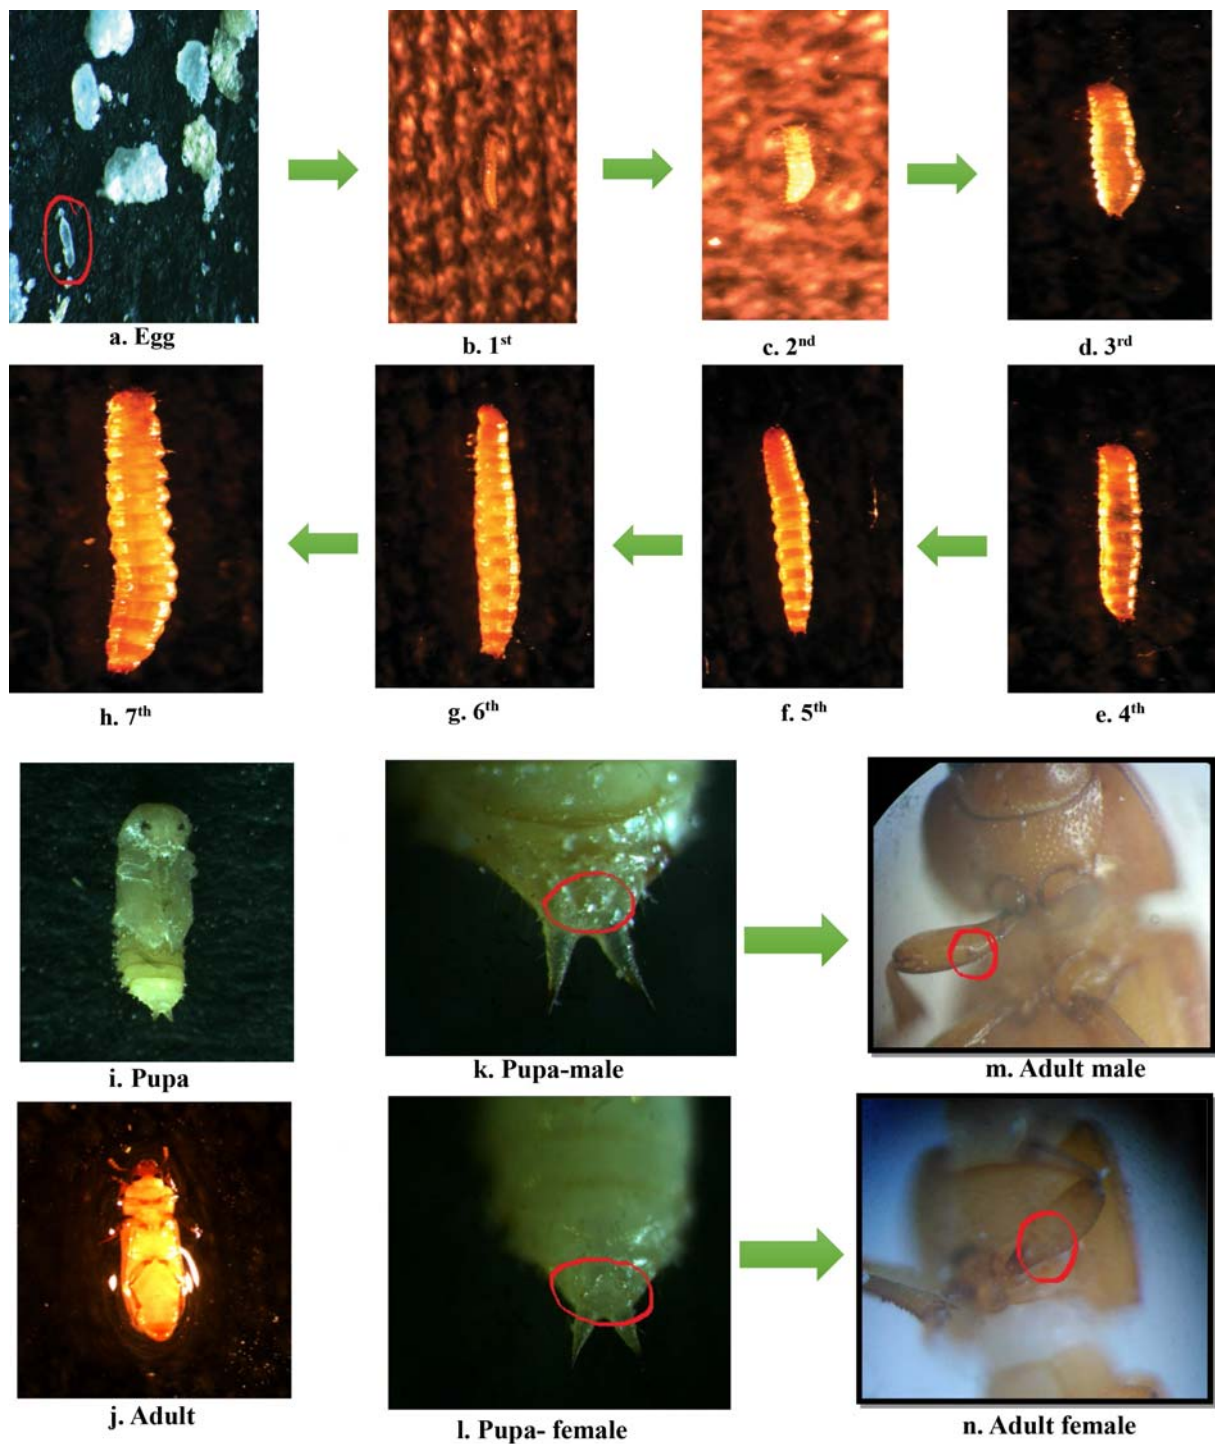 a. Egg
b. 1st
c. 2nd
d. 3rd
h. 7th
g. 6th
f. 5th
e. 4th
i. Pupa
k. Pupa-male
m. Adult male
j. Adult
l. Pupa- female
n. Adult female